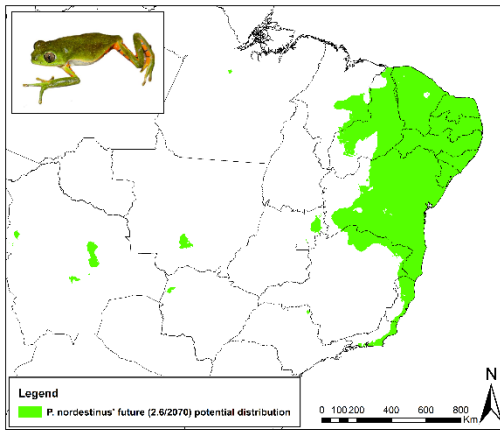 N
Legend
P. nordestinus' future (2.6/2070) potential distribution
0 100 200 400 600 800
Km